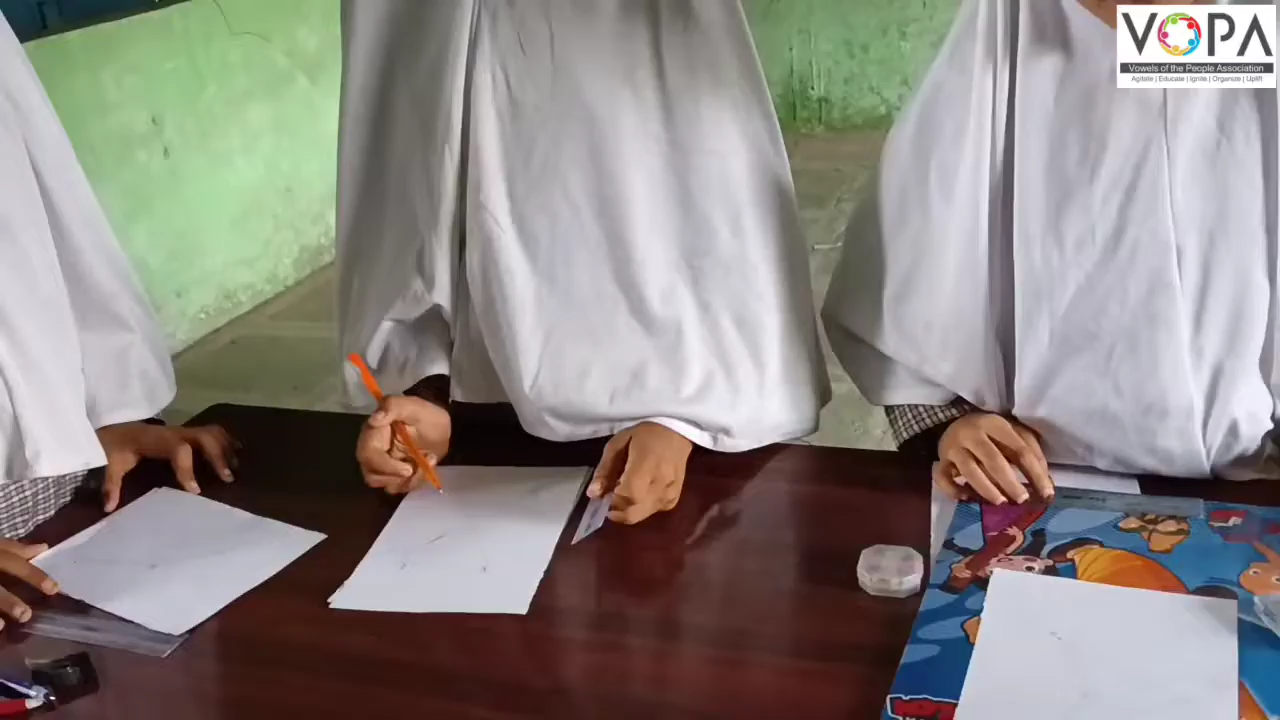 VOPA
Vowels of the People Association
Agitate | Educate | Ignite | Organize | Uplift